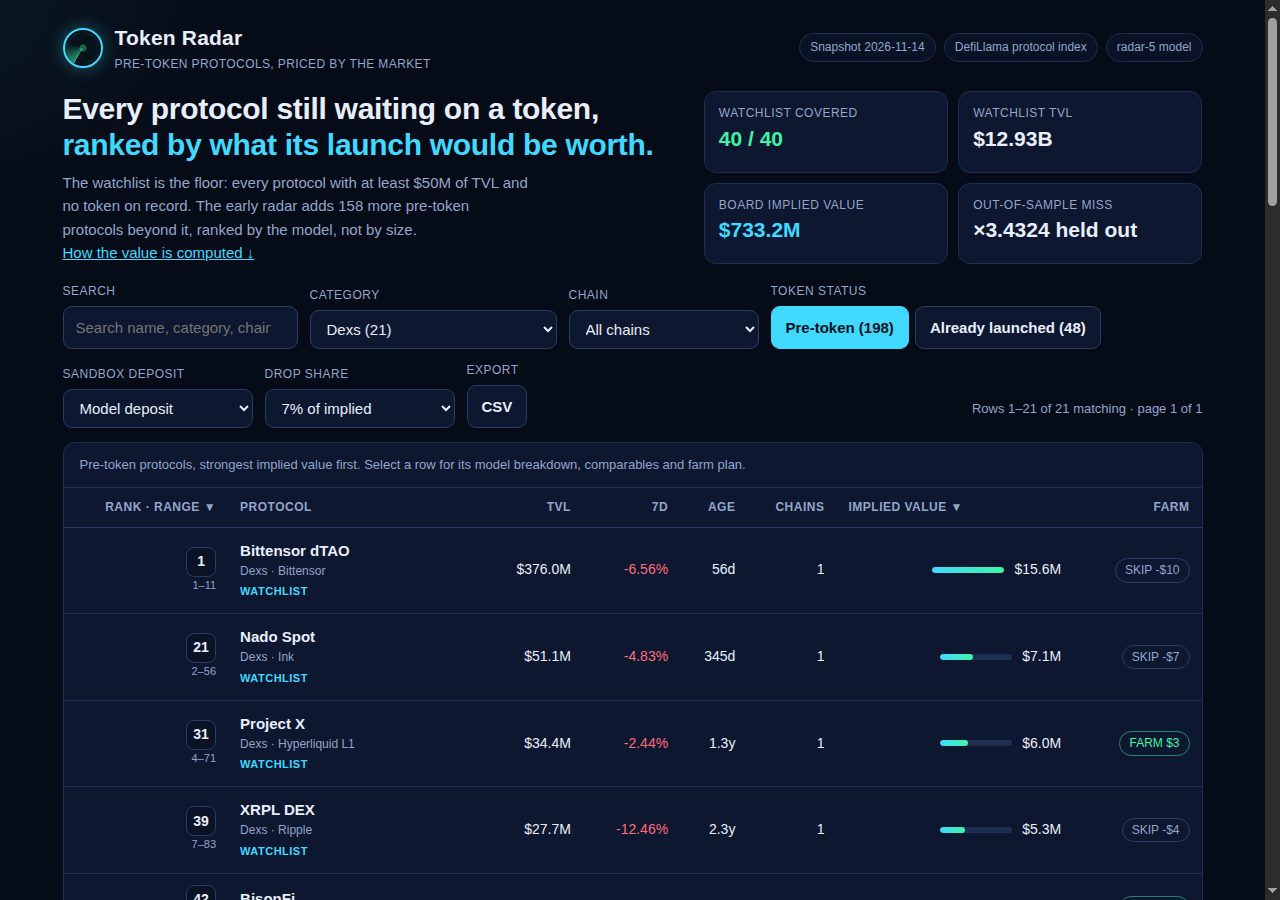 Token Radar
PRE-TOKEN PROTOCOLS, PRICED BY THE MARKET
Snapshot 2026-11-14
DefiLlama protocol index
radar-5 model
Every protocol still waiting on a token,
ranked by what its launch would be worth.
The watchlist is the floor: every protocol with at least $50M of TVL and
no token on record. The early radar adds 158 more pre-token
protocols beyond it, ranked by the model, not by size.
How the value is computed ↓
WATCHLIST COVERED
40 / 40
WATCHLIST TVL
$12.93B
BOARD IMPLIED VALUE
$733.2M
OUT-OF-SAMPLE MISS
×3.4324 held out
SEARCH
Search name, category, chair
CATEGORY
Dexs (21)
CHAIN
All chains
TOKEN STATUS
Pre-token (198)
Already launched (48)
SANDBOX DEPOSIT
Model deposit
DROP SHARE
7% of implied
EXPORT
CSV
Rows 1–21 of 21 matching · page 1 of 1
Pre-token protocols, strongest implied value first. Select a row for its model breakdown, comparables and farm plan.
RANK · RANGE ▼ PROTOCOL TVL 7D AGE CHAINS IMPLIED VALUE ▼ FARM
1
1–11
Bittensor dTAO
Dexs · Bittensor
WATCHLIST
$376.0M -6.56% 56d 1 $15.6M SKIP -$10
21
2–56
Nado Spot
Dexs · Ink
WATCHLIST
$51.1M -4.83% 345d 1 $7.1M SKIP -$7
31
4–71
Project X
Dexs · Hyperliquid L1
WATCHLIST
$34.4M -2.44% 1.3y 1 $6.0M FARM $3
39
7–83
XRPL DEX
Dexs · Ripple
WATCHLIST
$27.7M -12.46% 2.3y 1 $5.3M SKIP -$4
42
BisonFi